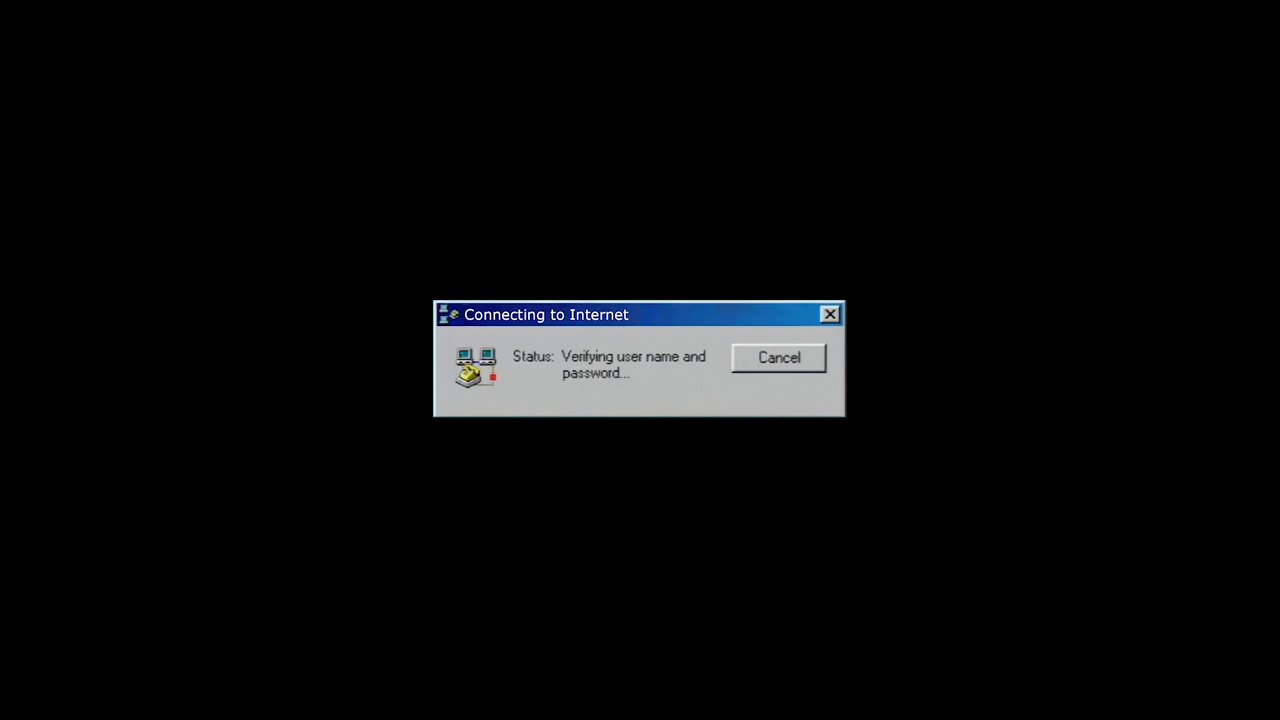 Connecting to Internet
Status: Verifying user name and
password...
Cancel